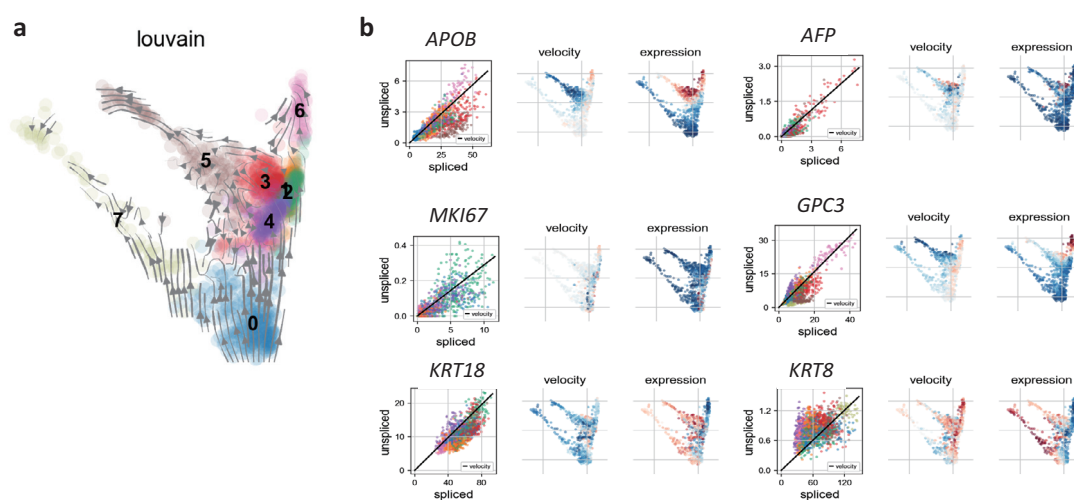 a
louvain
6
5
3
1
2
4
7
0
b
APOB
velocity
expression
unspliced
6
3
0
0
25
50
velocity
spliced
AFP
velocity
expression
unspliced
3.0
1.5
0.0
0
3
6
velocity
spliced
MKI67
unspliced
0.4
0.2
0.0
0
5
10
velocity
spliced
velocity
expression
GPC3
unspliced
30
15
0
0
20
40
velocity
spliced
velocity
expression
KRT18
unspliced
20
10
0
0
40
80
velocity
spliced
velocity
expression
KRT8
unspliced
1.2
0.6
0.0
0
60
120
velocity
spliced
velocity
expression